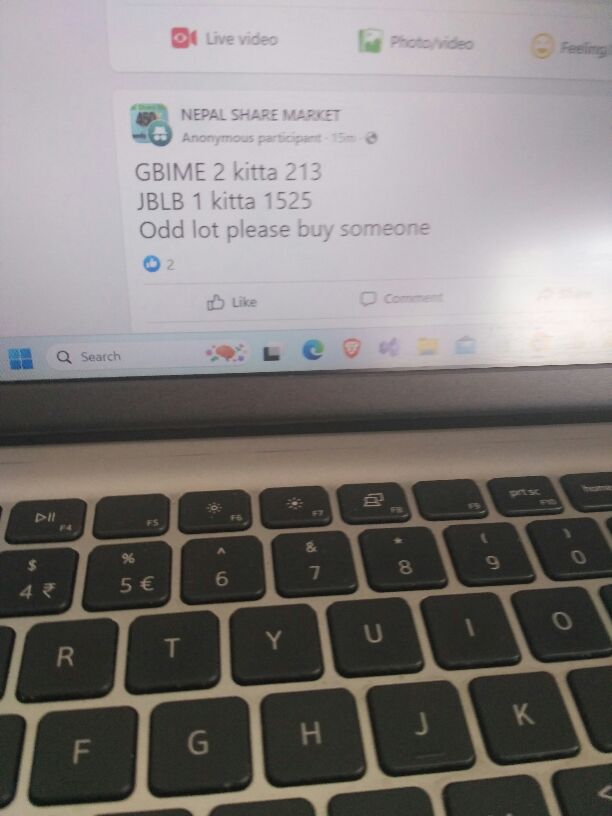 Live video
Photo/video
Feeling/
450
NEPAL SHARE MARKET
Anonymous participant · 15m ·
GBIME 2 kitta 213
JBLB 1 kitta 1525
Odd lot please buy someone
2
Like
Comment
Share
Search
F4
F5
F6
F7
F8
F9
prt sc
F10
home
$
4 ₹
%
5 €
^
6
&
7
*
8
(
9
)
0
R
T
Y
U
I
O
F
G
H
J
K
<